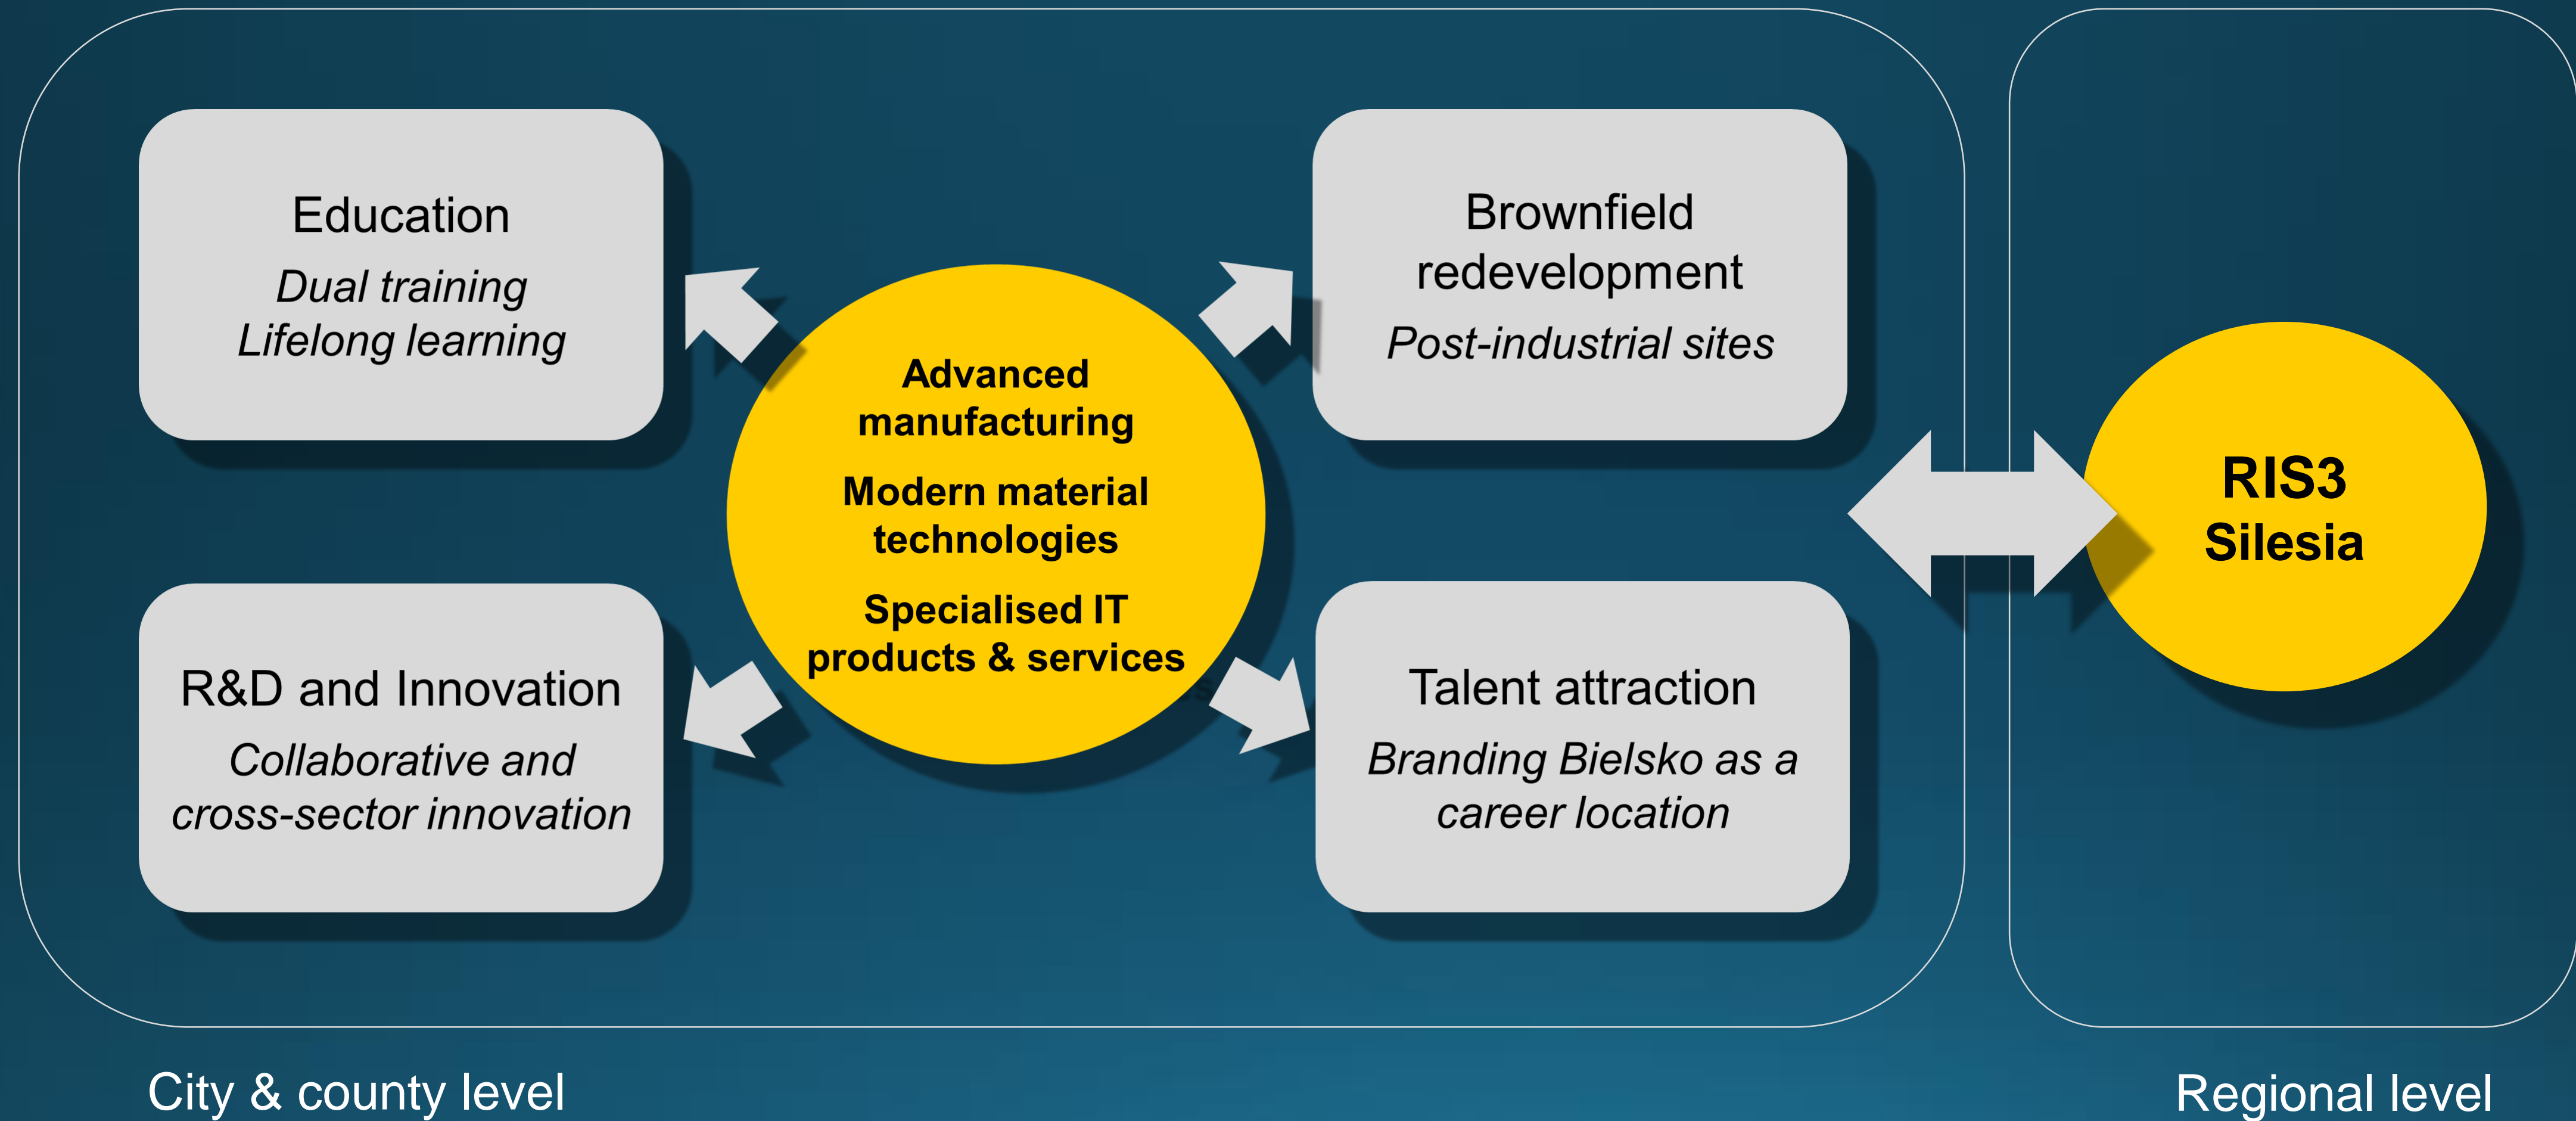 Education
Dual training
Lifelong learning
Brownfield
redevelopment
Post-industrial sites
Advanced
manufacturing
Modern material
technologies
Specialised IT
products & services
R&D and Innovation
Collaborative and
cross-sector innovation
Talent attraction
Branding Bielsko as a
career location
RIS3
Silesia
City & county level
Regional level